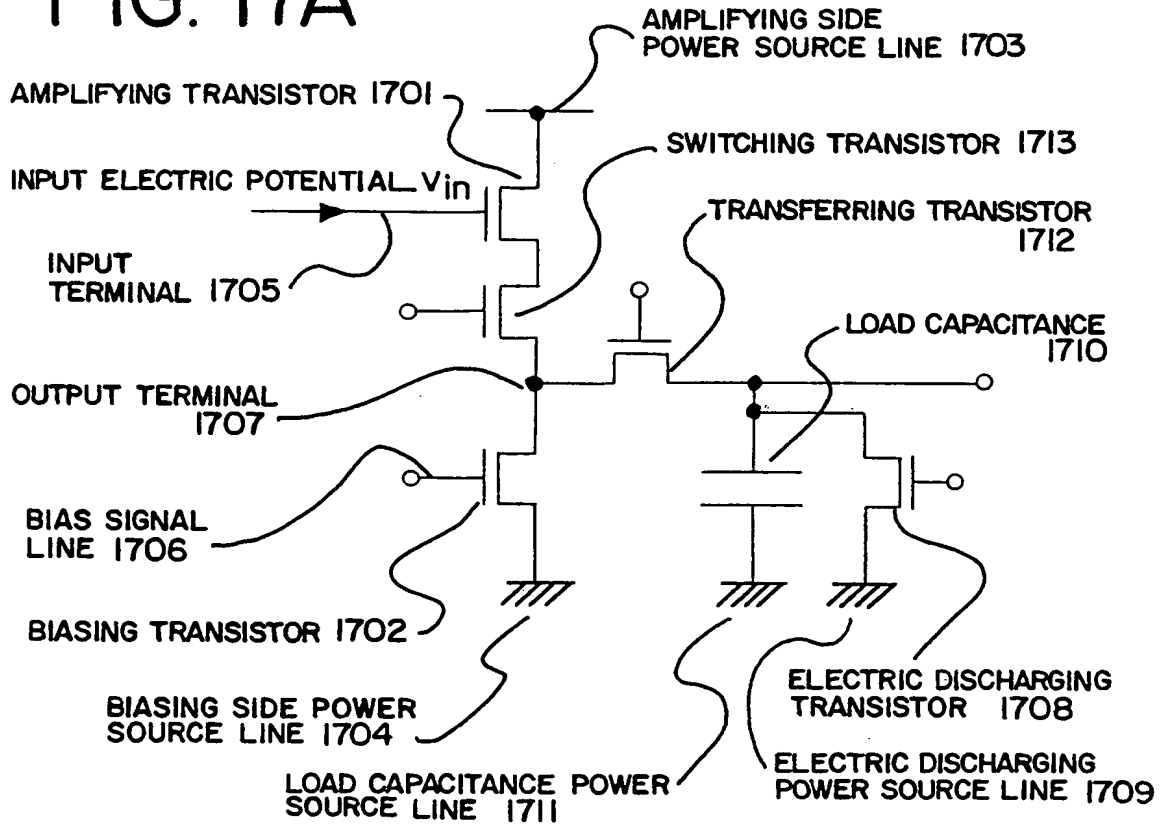 FIG. 17A
AMPLIFYING SIDE
POWER SOURCE LINE 1703
AMPLIFYING TRANSISTOR 1701
SWITCHING TRANSISTOR 1713
INPUT ELECTRIC POTENTIAL Vin
TRANSFERRING TRANSISTOR
1712
INPUT
TERMINAL 1705
LOAD CAPACITANCE
1710
OUTPUT TERMINAL
1707
BIAS SIGNAL
LINE 1706
BIASING TRANSISTOR 1702
ELECTRIC DISCHARGING
TRANSISTOR 1708
BIASING SIDE POWER
SOURCE LINE 1704
ELECTRIC DISCHARGING
POWER SOURCE LINE 1709
LOAD CAPACITANCE POWER
SOURCE LINE 1711